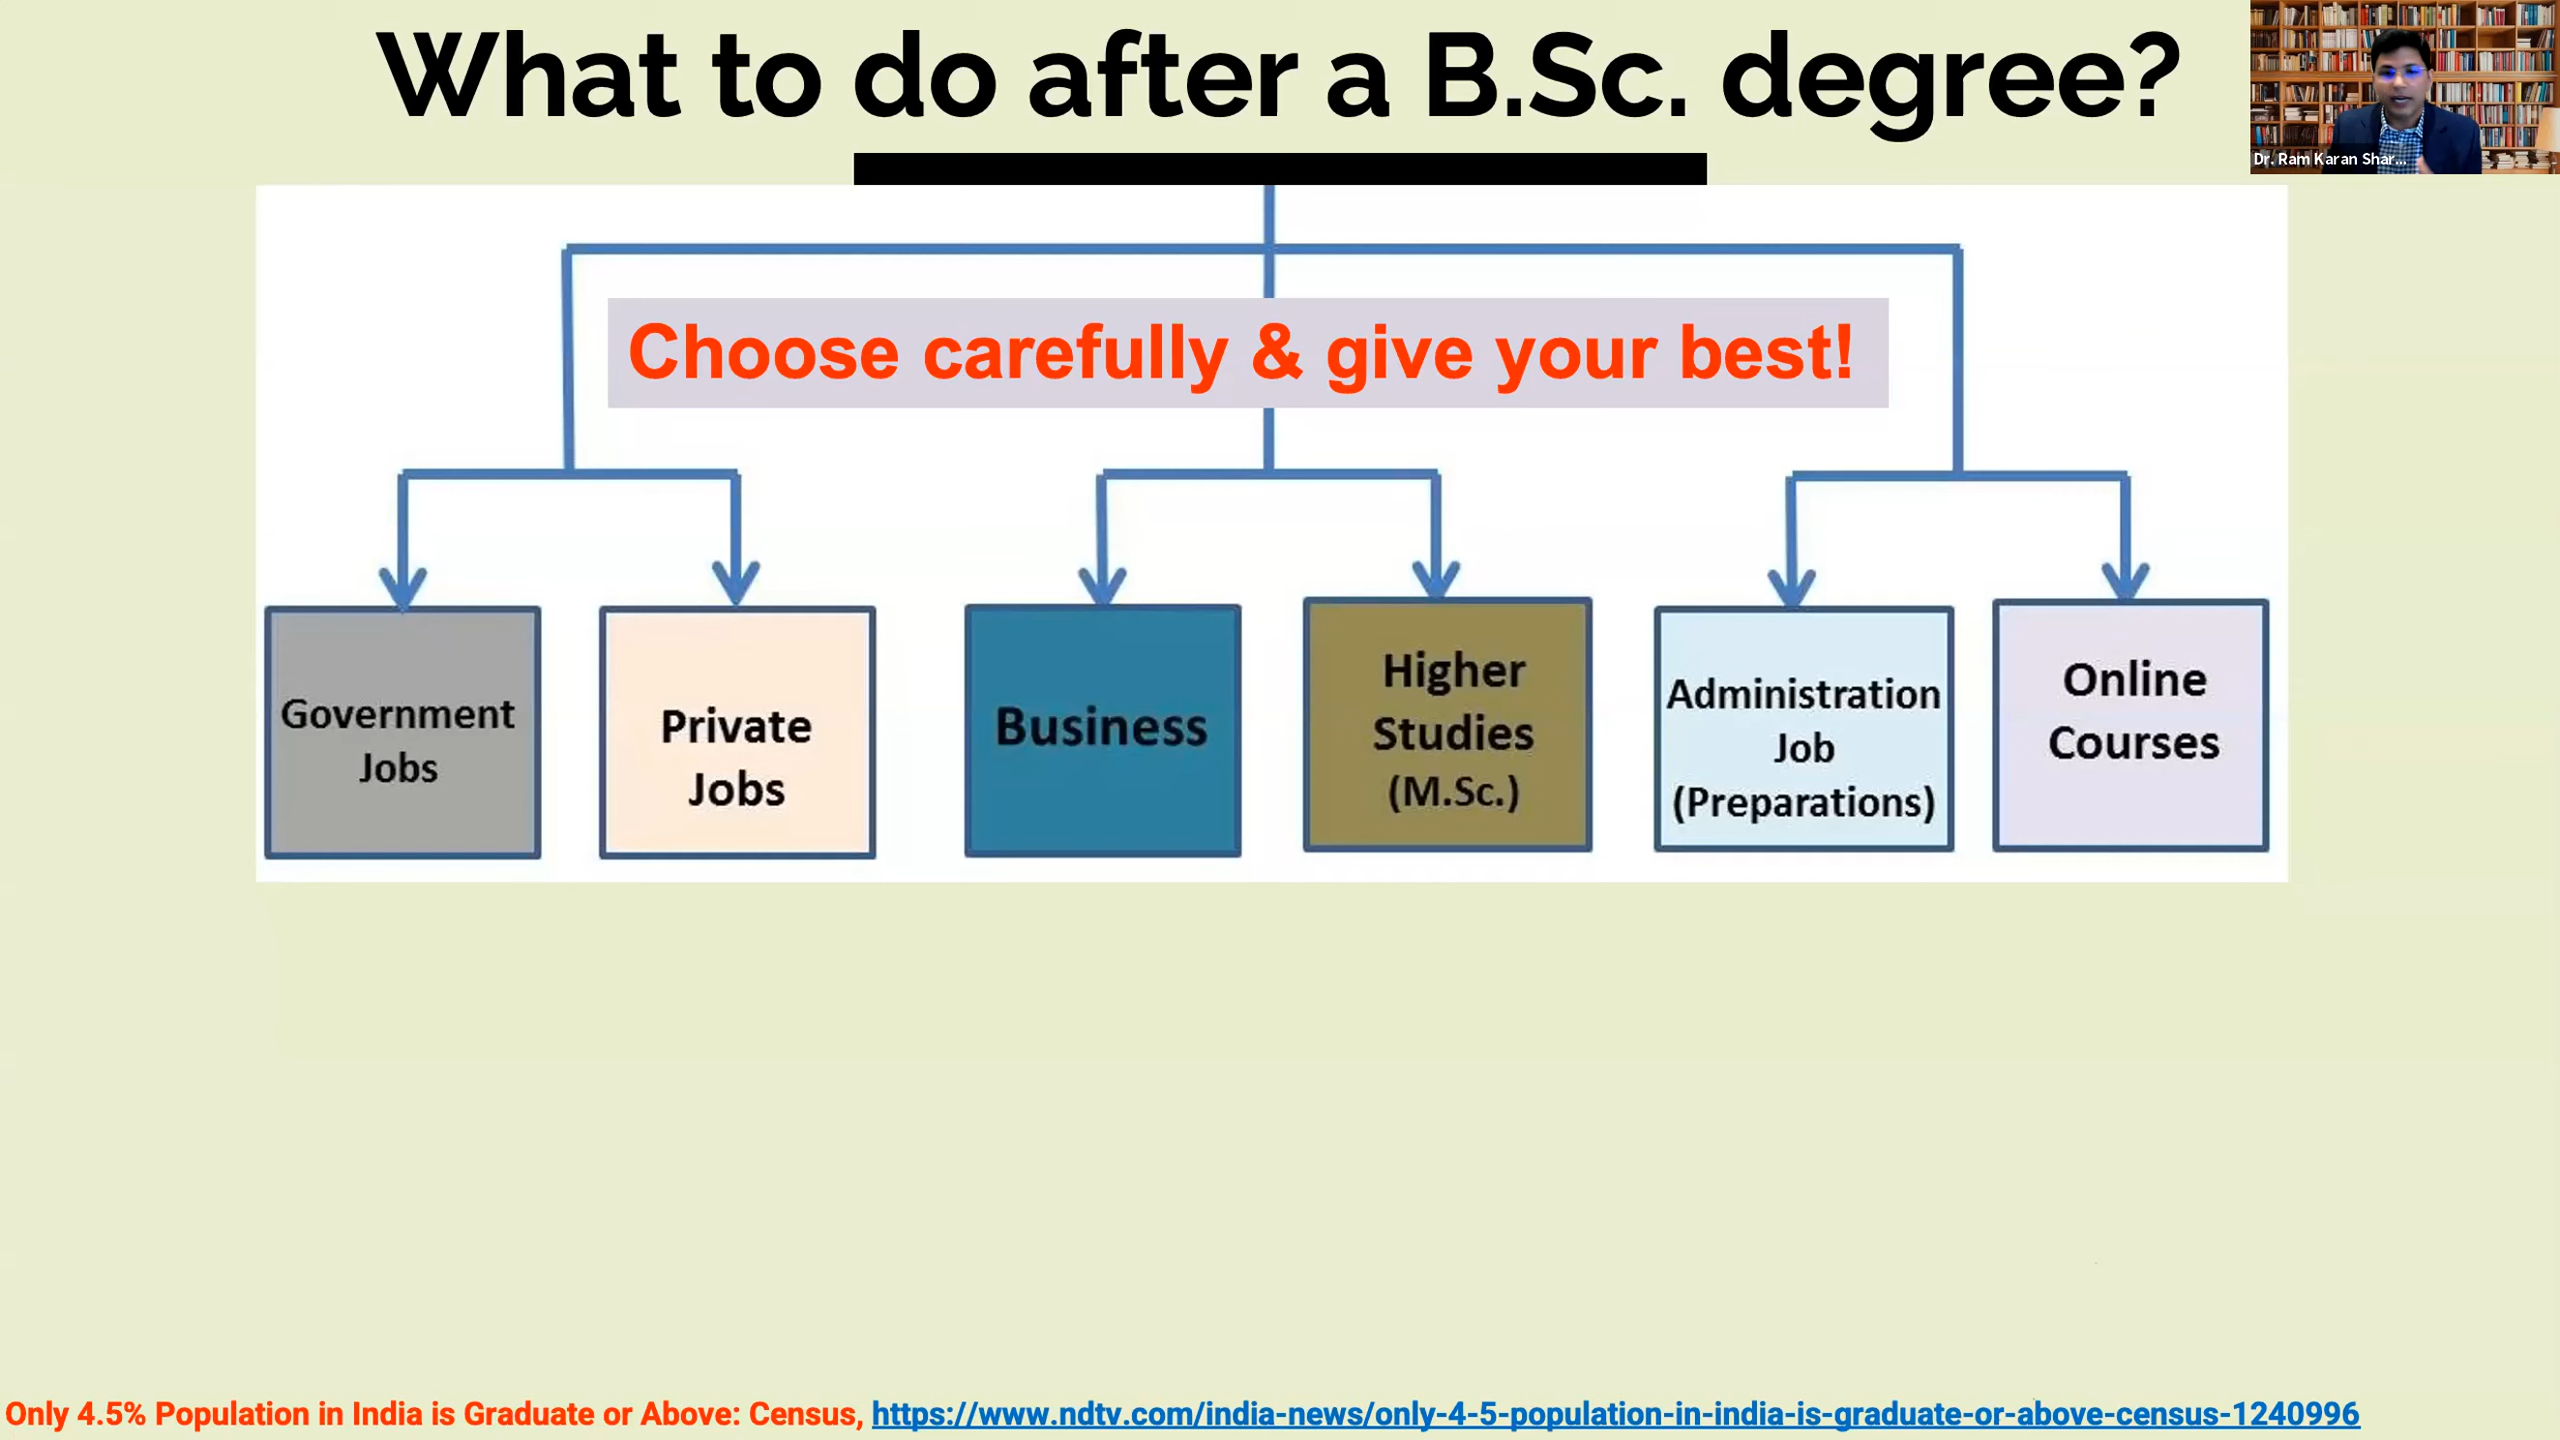 What to do after a B.Sc. degree?
Dr. Ram Karan Shar...
Choose carefully & give your best!
Government
Jobs
Private
Jobs
Business
Higher
Studies
(M.Sc.)
Administration
Job
(Preparations)
Online
Courses
Only 4.5% Population in India is Graduate or Above: Census, https://www.ndtv.com/india-news/only-4-5-population-in-india-is-graduate-or-above-census-1240996